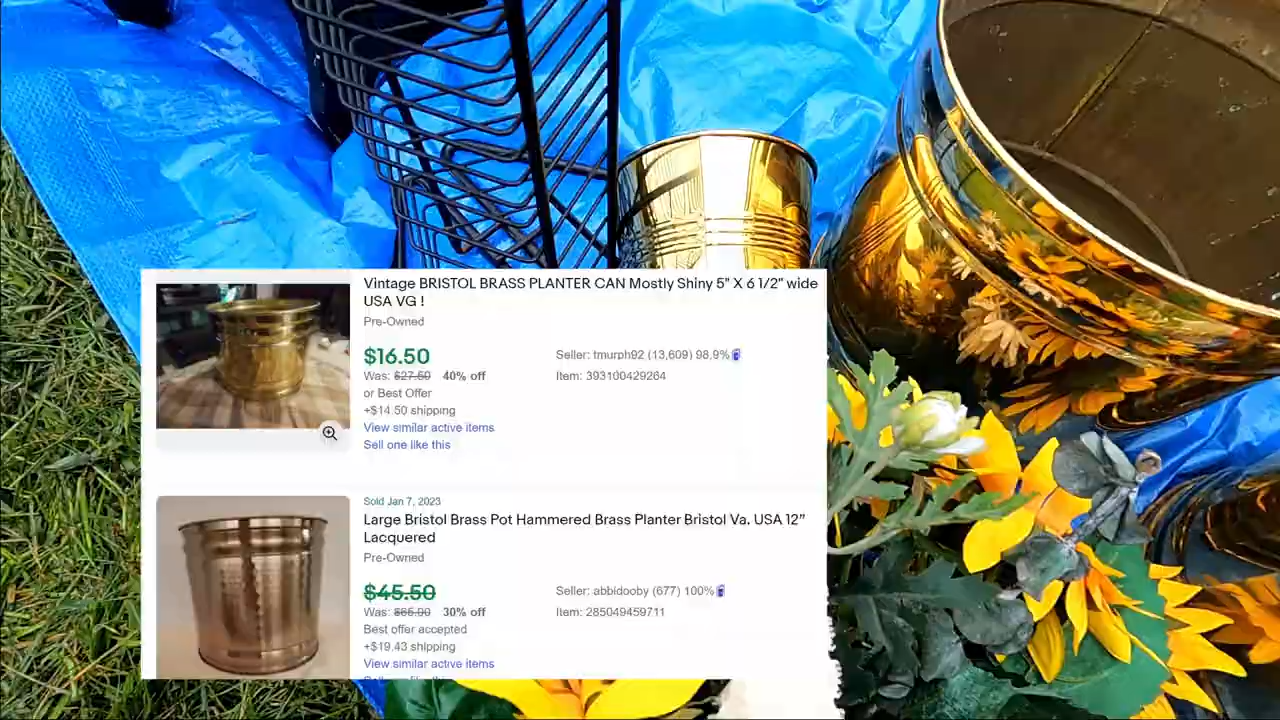 Vintage BRISTOL BRASS PLANTER CAN Mostly Shiny 5" X 6 1/2" wide
USA VG !
Pre-Owned
$16.50
Was: $27.50 40% off
or Best Offer
+$14.50 shipping
View similar active items
Sell one like this
Seller: tmurph92 (13,609) 98.9%
Item: 393100429264
Sold Jan 7, 2023
Large Bristol Brass Pot Hammered Brass Planter Bristol Va. USA 12”
Lacquered
Pre-Owned
$45.50
Was: $65.00 30% off
Best offer accepted
+$19.43 shipping
View similar active items
Seller: abbidooby (677) 100%
Item: 285049459711